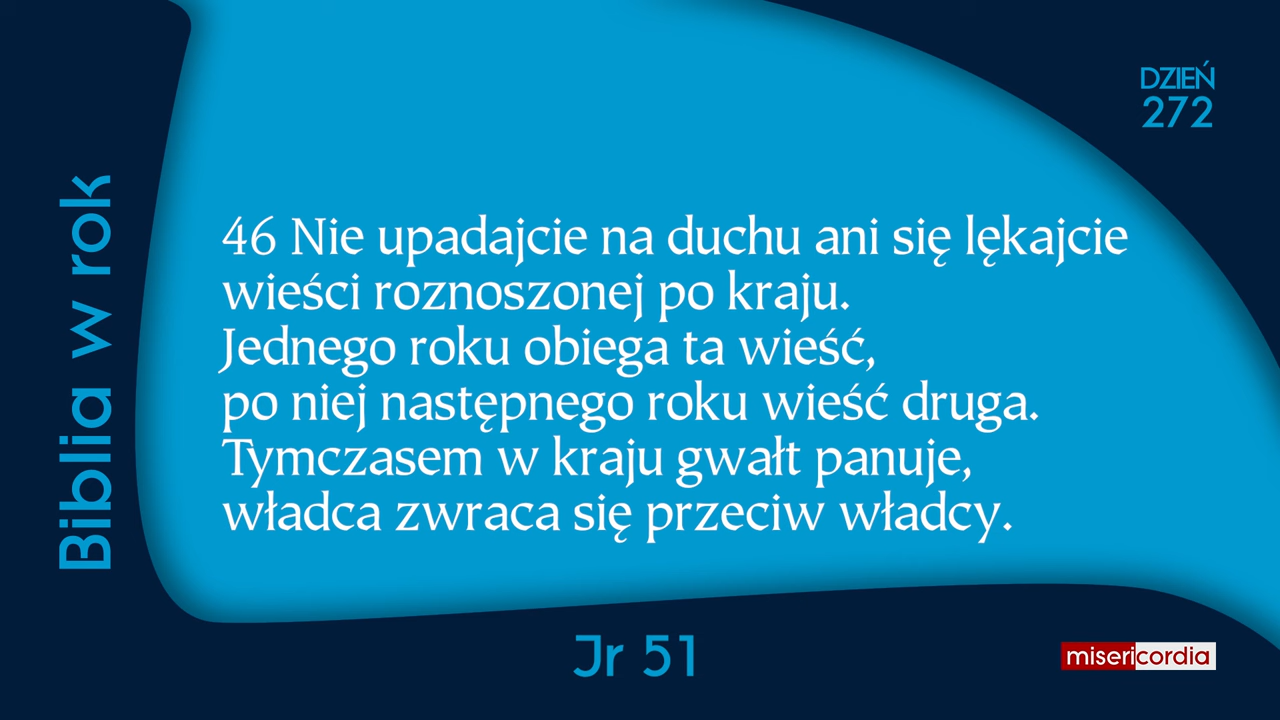 DZIEŃ
272
Biblia w rok
46 Nie upadajcie na duchu ani się lękajcie
wieści roznoszonej po kraju.
Jednego roku obiega ta wieść,
po niej następnego roku wieść druga.
Tymczasem w kraju gwałt panuje,
władca zwraca się przeciw władcy.
Jr 51
misericordia